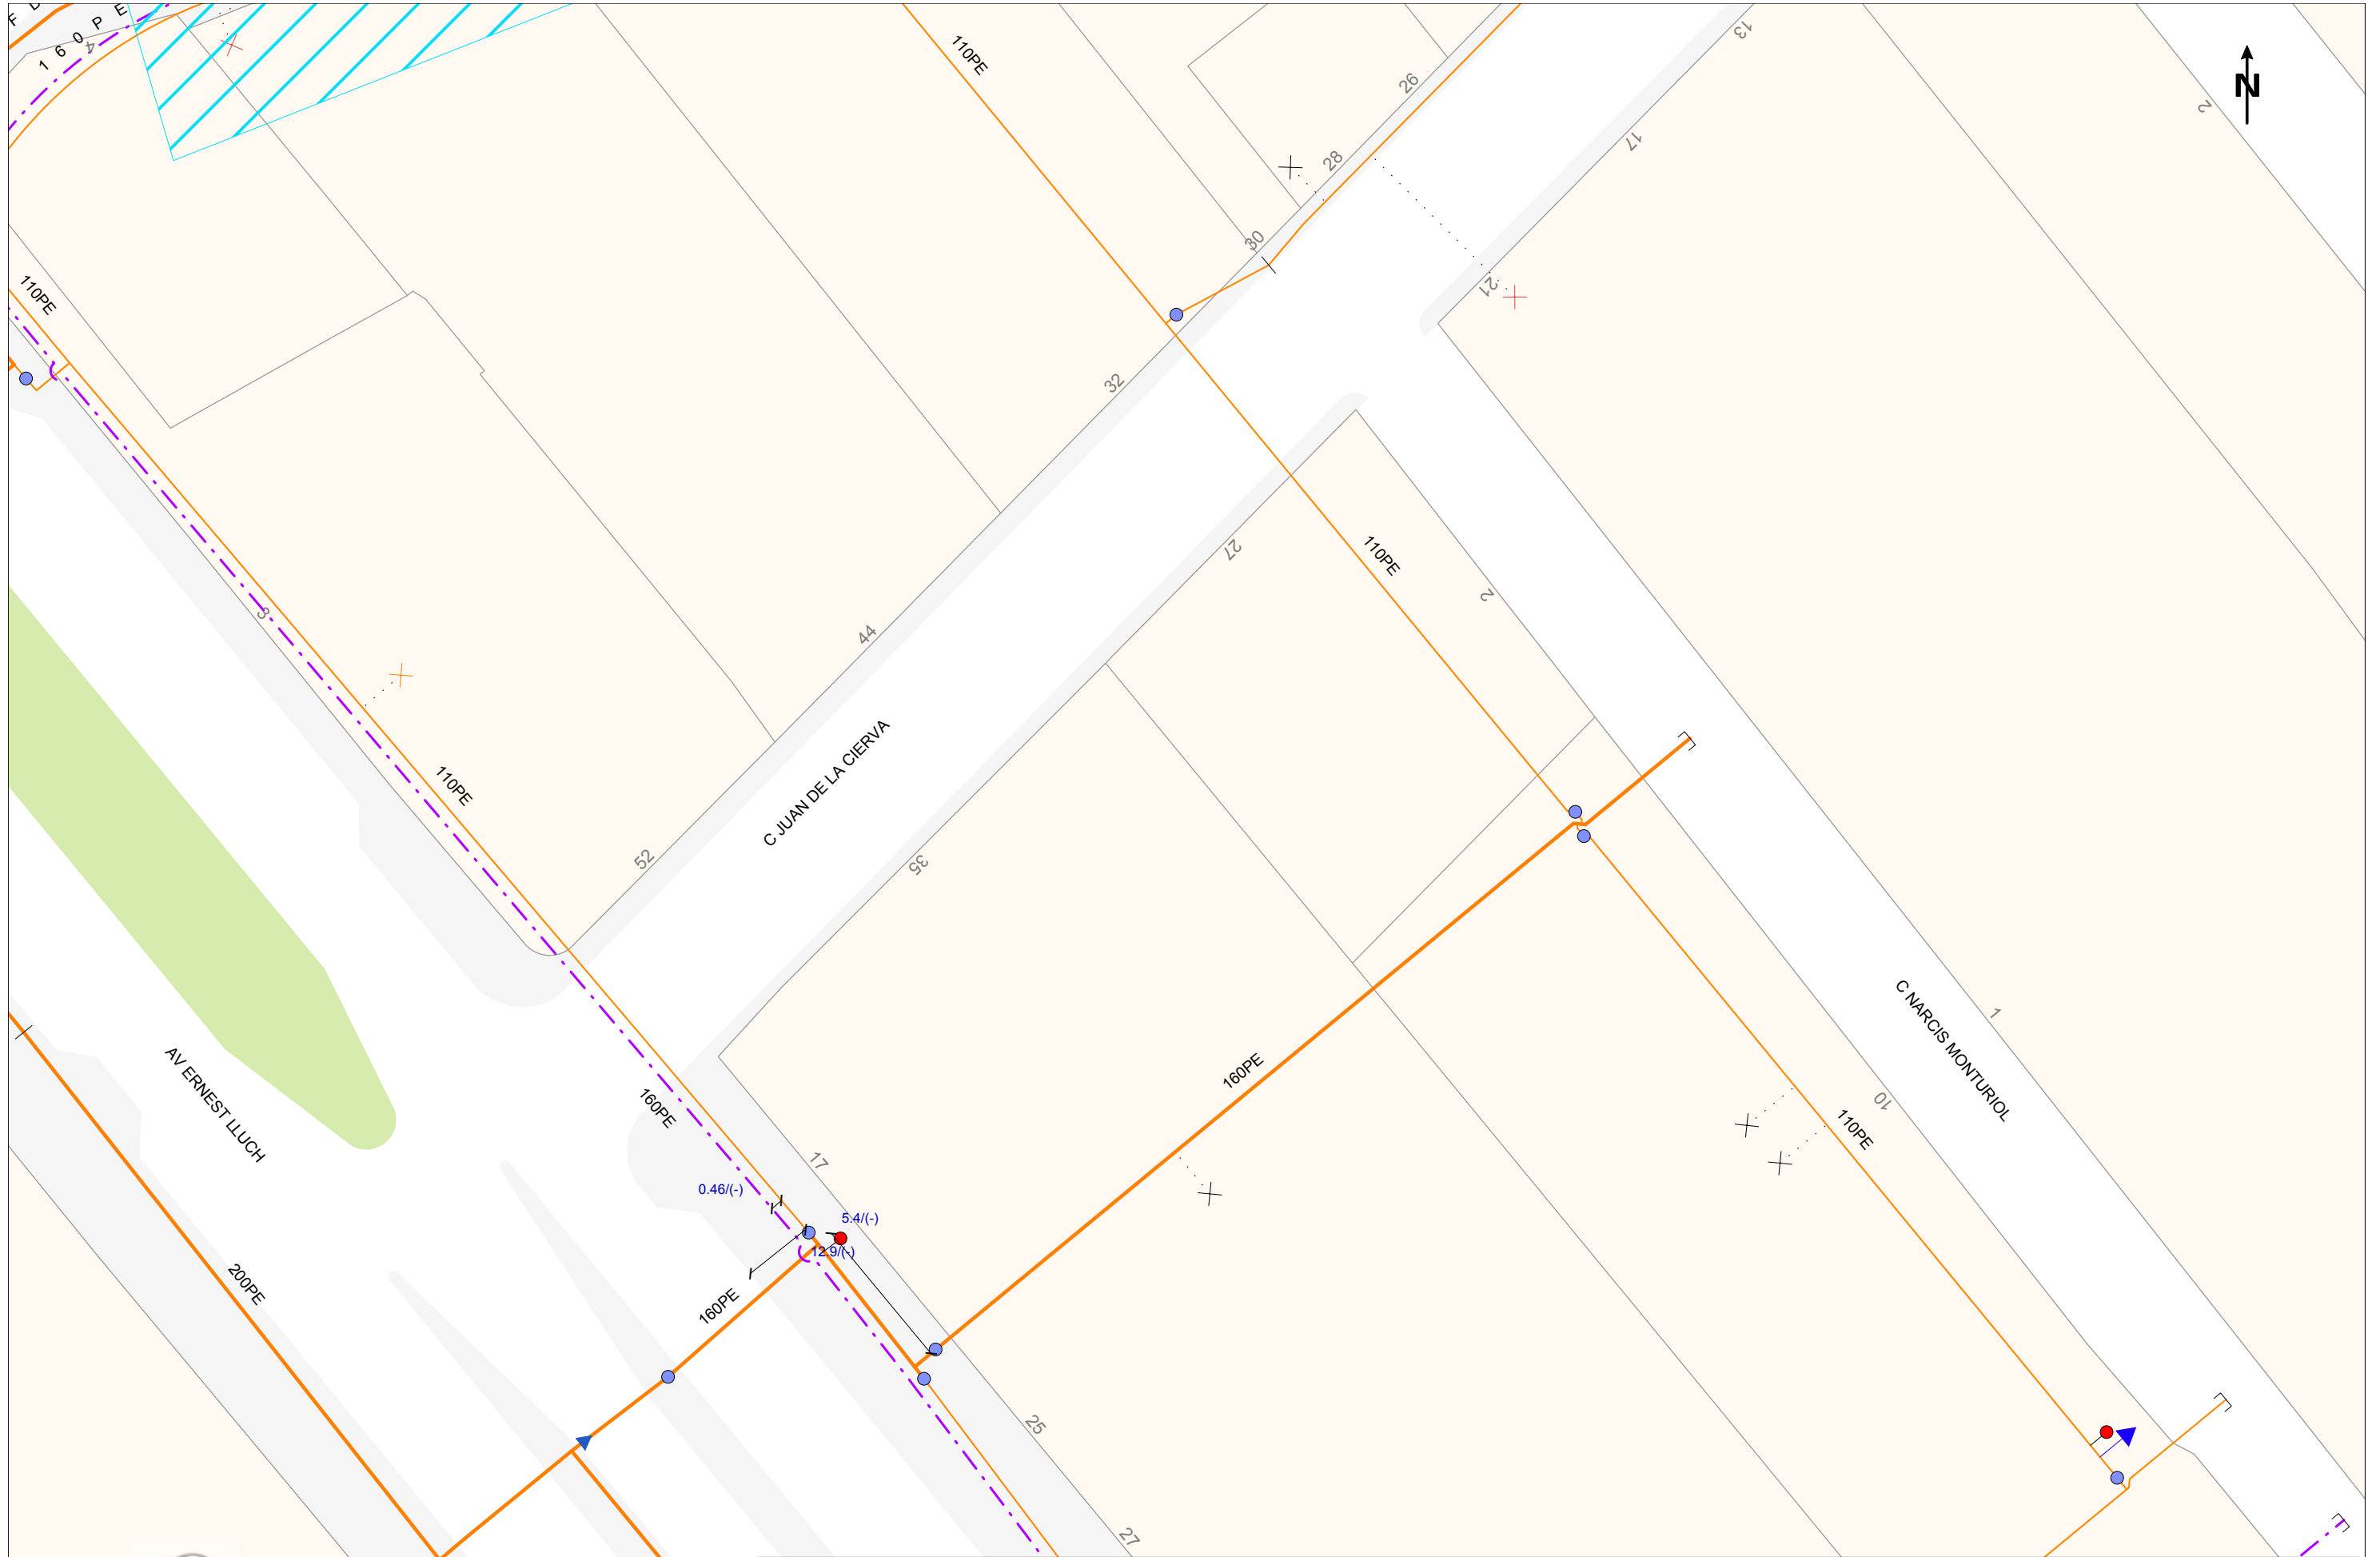 160PE
4
110PE
26
13
2
N
17
28
30
21
110PE
32
27
110PE
2
3
44
110PE
C JUAN DE LA CIERVA
52
35
C NARCIS MONTURIOL
1
AV ERNEST LLUCH
160PE
160PE
10
110PE
17
0.46/(-)
5.4/(-)
12.9/(-)
200PE
160PE
25
27